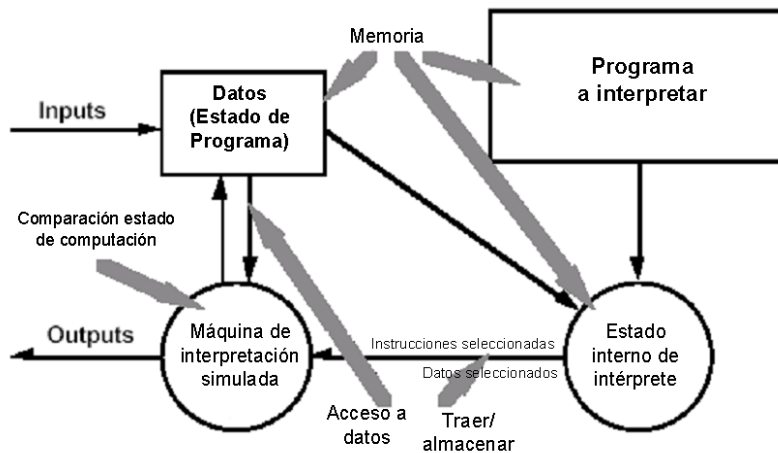 Memoria
Programa
a interpretar
Datos
(Estado de
Programa)
Inputs
Comparación estado
de computación
Outputs
Máquina de
interpretación
simulada
Instrucciones seleccionadas
Datos seleccionados
Estado
interno de
intérprete
Acceso a
datos
Traer/
almacenar